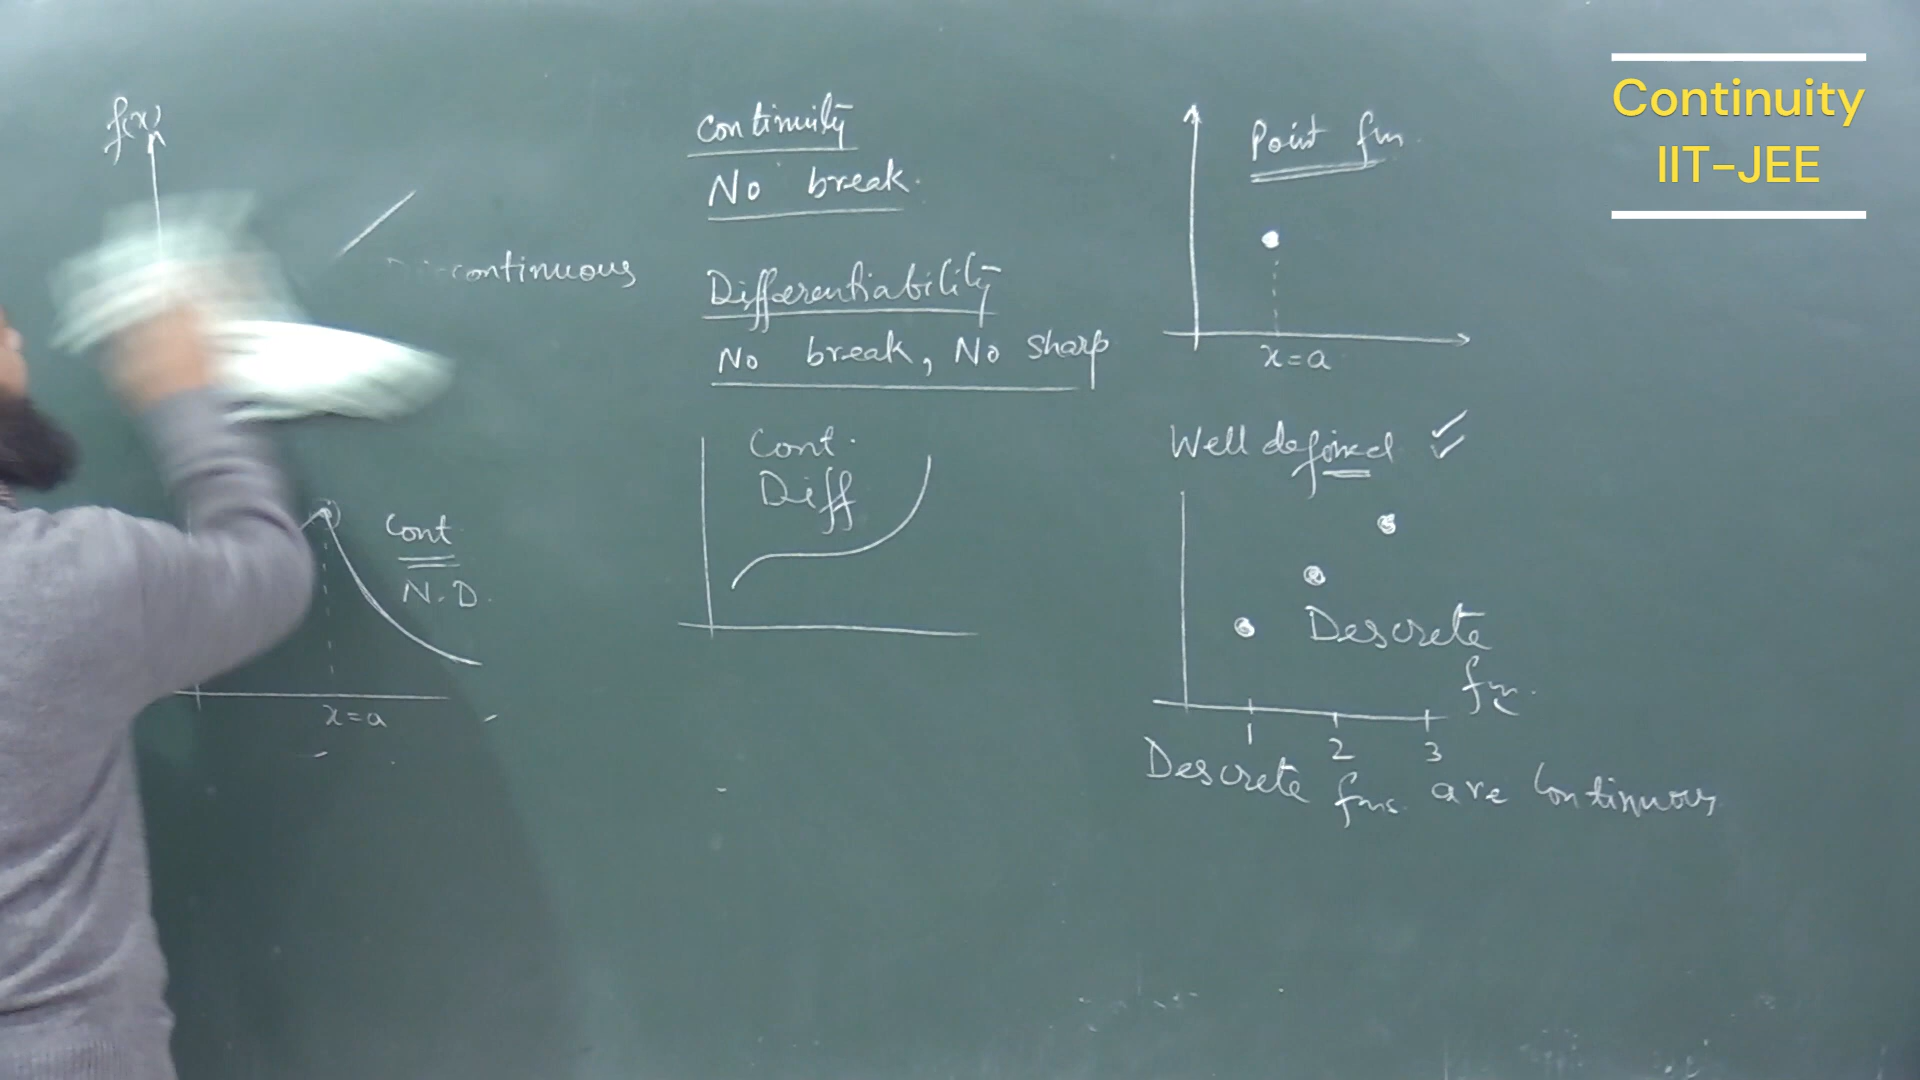 f(x)
continuous
Cont
N.D.
x=a
Continuity
No break.
Differentiability
No break, No sharp
Cont.
Diff
Point fn.
x=a
Well defined
Descrete
fn.
1 2 3
Descrete fns. are Continuous
Continuity
IIT-JEE